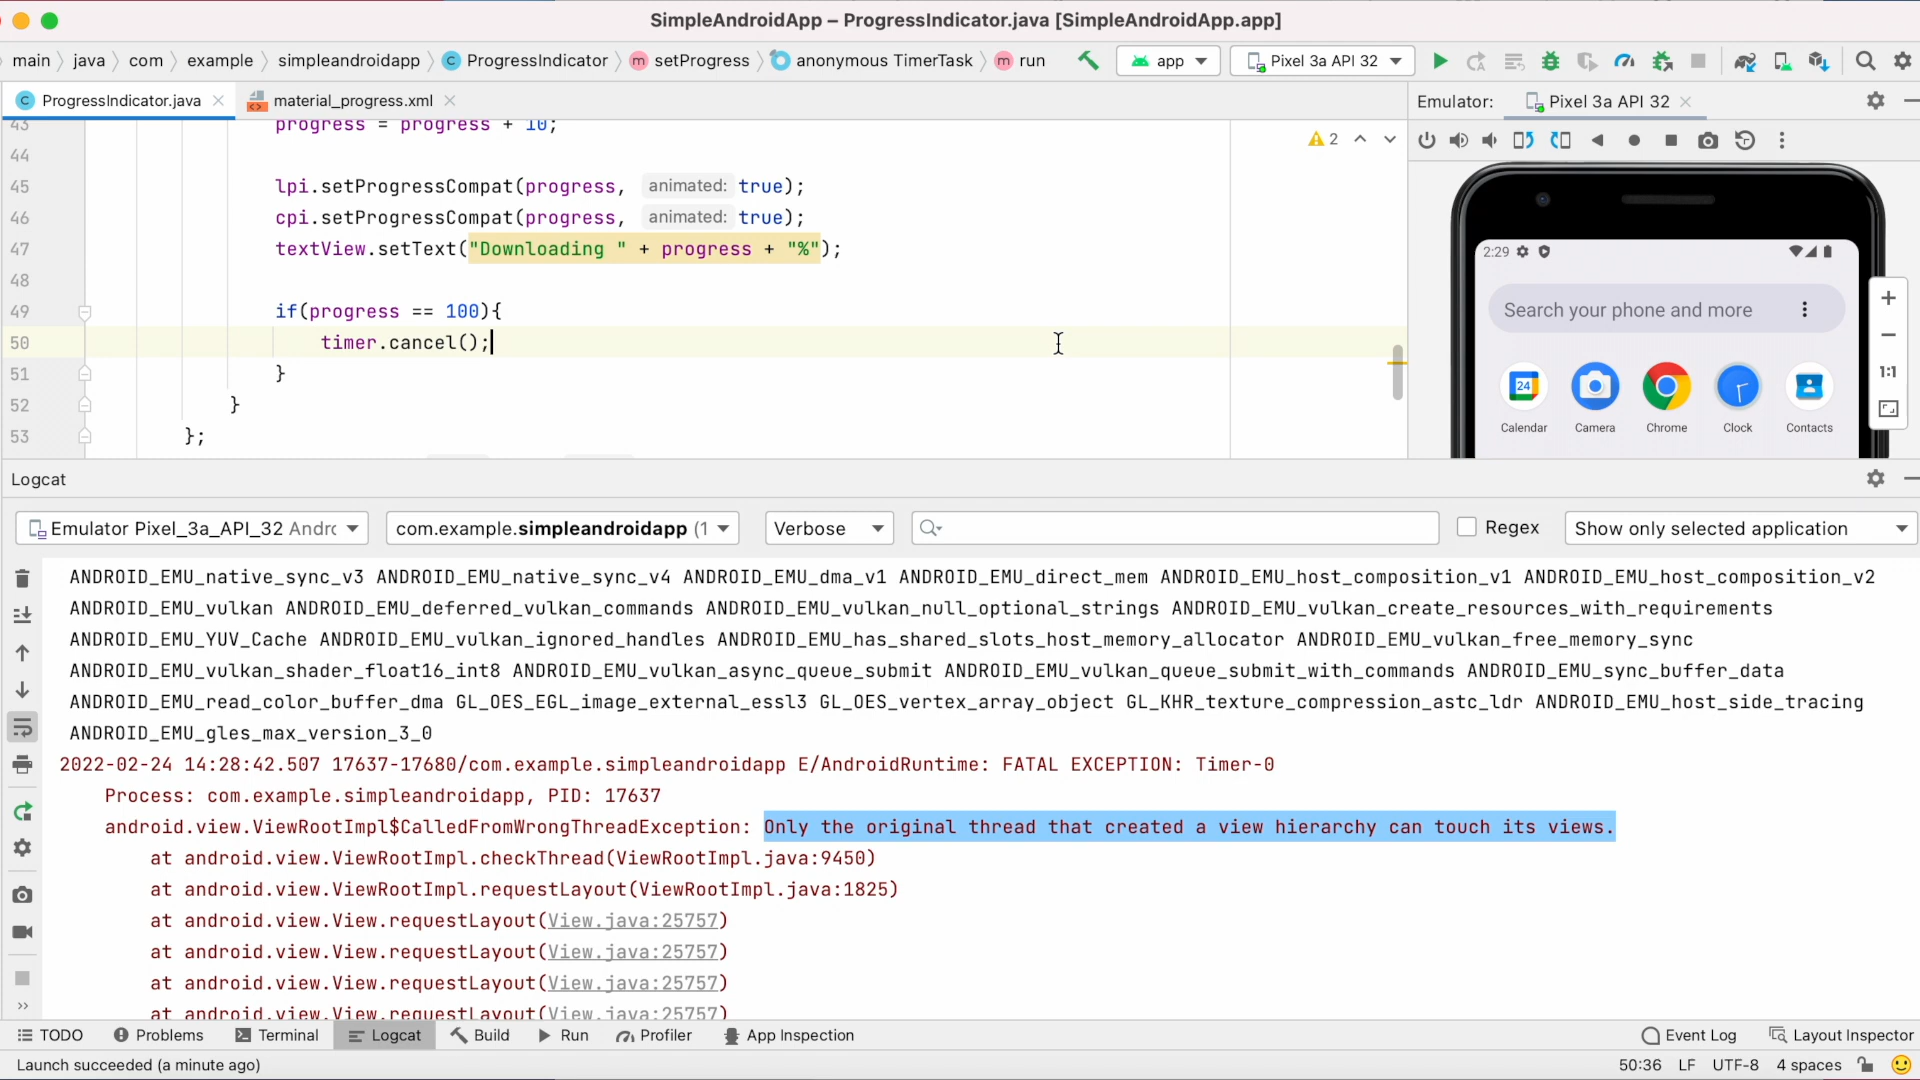 SimpleAndroidApp – ProgressIndicator.java [SimpleAndroidApp.app]
main java com example simpleandroidapp C ProgressIndicator m setProgress anonymous TimerTask m run app Pixel 3a API 32
C ProgressIndicator.java material_progress.xml
Emulator: Pixel 3a API 32
43 progress = progress + 10;
2
44
45 lpi.setProgressCompat(progress, animated: true);
46 cpi.setProgressCompat(progress, animated: true);
47 textView.setText("Downloading " + progress + "%");
48
49 if(progress == 100){
50 timer.cancel();
51 }
52 }
53 };
2:29
Search your phone and more
24
Calendar Camera Chrome Clock Contacts
1:1
Logcat
Emulator Pixel_3a_API_32 Andrc com.example.simpleandroidapp (1 Verbose Regex Show only selected application
ANDROID_EMU_native_sync_v3 ANDROID_EMU_native_sync_v4 ANDROID_EMU_dma_v1 ANDROID_EMU_direct_mem ANDROID_EMU_host_composition_v1 ANDROID_EMU_host_composition_v2
ANDROID_EMU_vulkan ANDROID_EMU_deferred_vulkan_commands ANDROID_EMU_vulkan_null_optional_strings ANDROID_EMU_vulkan_create_resources_with_requirements
ANDROID_EMU_YUV_Cache ANDROID_EMU_vulkan_ignored_handles ANDROID_EMU_has_shared_slots_host_memory_allocator ANDROID_EMU_vulkan_free_memory_sync
ANDROID_EMU_vulkan_shader_float16_int8 ANDROID_EMU_vulkan_async_queue_submit ANDROID_EMU_vulkan_queue_submit_with_commands ANDROID_EMU_sync_buffer_data
ANDROID_EMU_read_color_buffer_dma GL_OES_EGL_image_external_essl3 GL_OES_vertex_array_object GL_KHR_texture_compression_astc_ldr ANDROID_EMU_host_side_tracing
ANDROID_EMU_gles_max_version_3_0
2022-02-24 14:28:42.507 17637-17680/com.example.simpleandroidapp E/AndroidRuntime: FATAL EXCEPTION: Timer-0
Process: com.example.simpleandroidapp, PID: 17637
android.view.ViewRootImpl$CalledFromWrongThreadException: Only the original thread that created a view hierarchy can touch its views.
at android.view.ViewRootImpl.checkThread(ViewRootImpl.java:9450)
at android.view.ViewRootImpl.requestLayout(ViewRootImpl.java:1825)
at android.view.View.requestLayout(View.java:25757)
at android.view.View.requestLayout(View.java:25757)
at android.view.View.requestLayout(View.java:25757)
at android.view.View.requestLayout(View.java:25757)
TODO Problems Terminal Logcat Build Run Profiler App Inspection Event Log Layout Inspector
Launch succeeded (a minute ago) 50:36 LF UTF-8 4 spaces